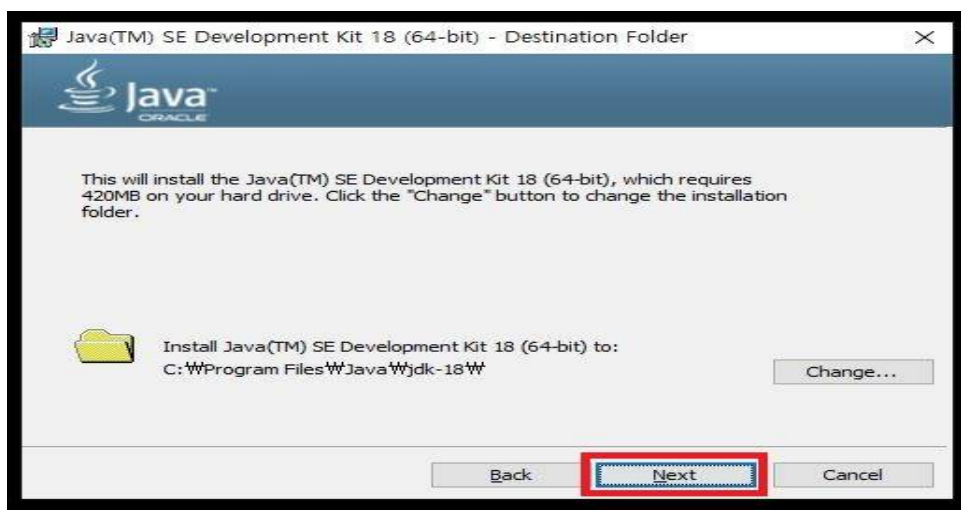 Java(TM) SE Development Kit 18 (64-bit) - Destination Folder
Java™
ORACLE
This will install the Java(TM) SE Development Kit 18 (64-bit), which requires
420MB on your hard drive. Click the "Change" button to change the installation
folder.
Install Java(TM) SE Development Kit 18 (64-bit) to:
C:₩Program Files₩Java₩jdk-18₩
Change...
Back
Next
Cancel